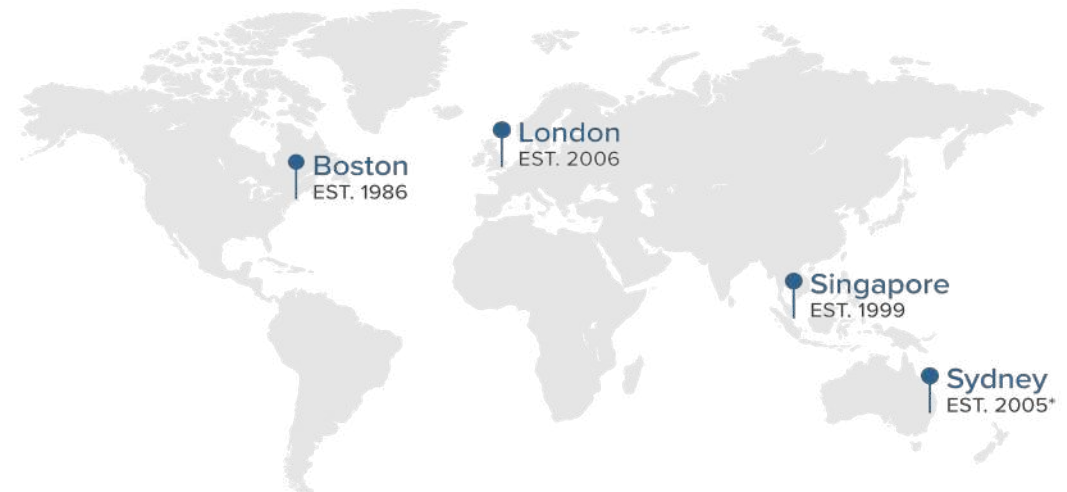 London
EST. 2006
Boston
EST. 1986
Singapore
EST. 1999
Sydney
EST. 2005*